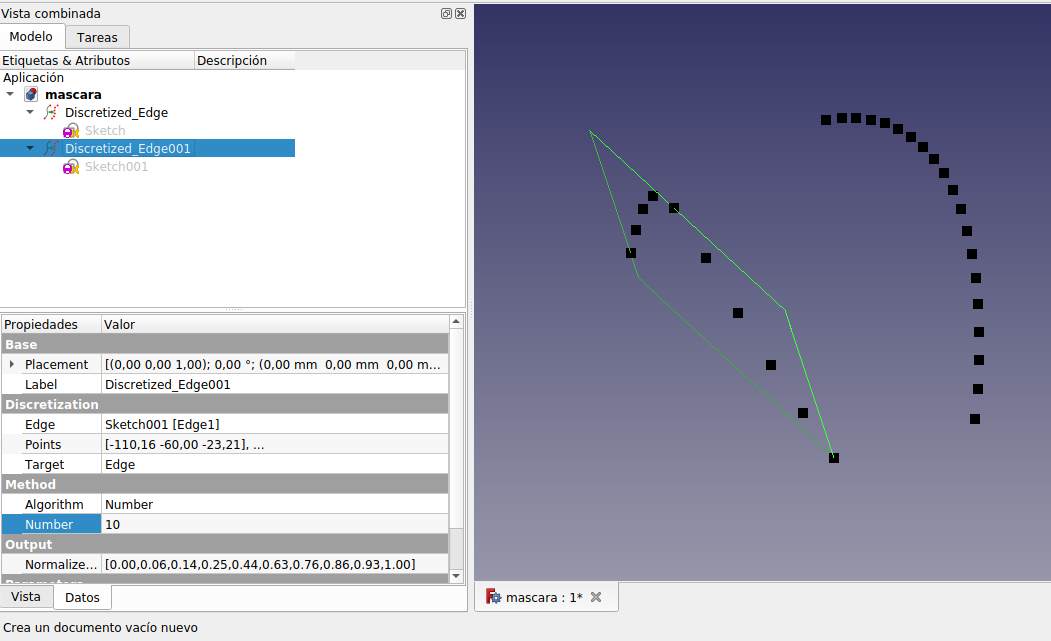 Vista combinada
Modelo Tareas
Etiquetas & Atributos Descripción
Aplicación
mascara
Discretized_Edge
Sketch
Discretized_Edge001
Sketch001
Propiedades Valor
Base
Placement [(0,00 0,00 1,00); 0,00 °; (0,00 mm 0,00 mm 0,00 m...
Label Discretized_Edge001
Discretization
Edge Sketch001 [Edge1]
Points [-110,16 -60,00 -23,21], ...
Target Edge
Method
Algorithm Number
Number 10
Output
Normalize... [0.00,0.06,0.14,0.25,0.44,0.63,0.76,0.86,0.93,1.00]
Vista Datos
mascara : 1*
Crea un documento vacío nuevo